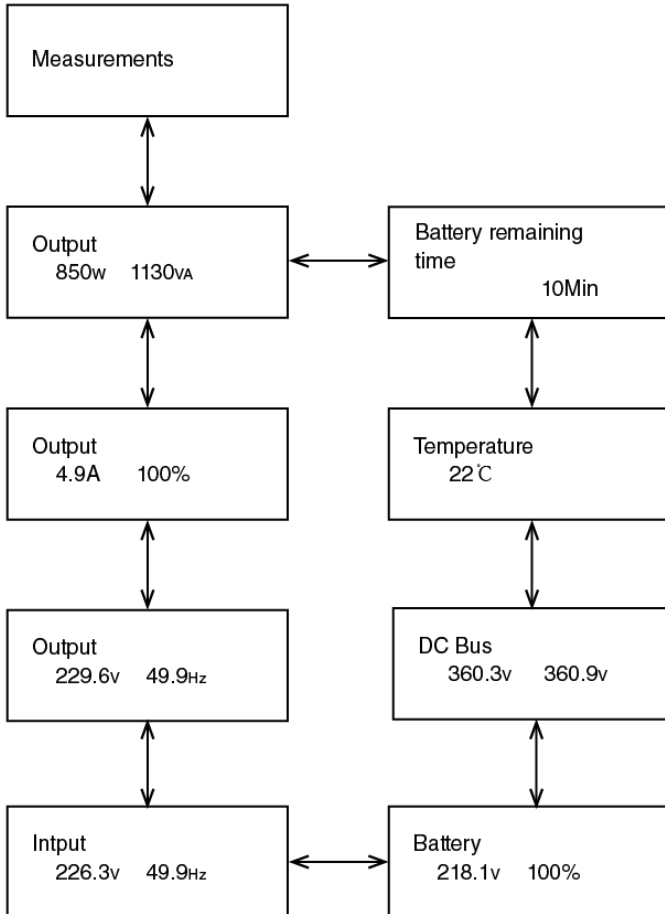 Measurements
Output
850W 1130VA
Battery remaining
time
10Min
Output
4.9A 100%
Temperature
22℃
Output
229.6V 49.9Hz
DC Bus
360.3V 360.9V
Intput
226.3V 49.9Hz
Battery
218.1V 100%